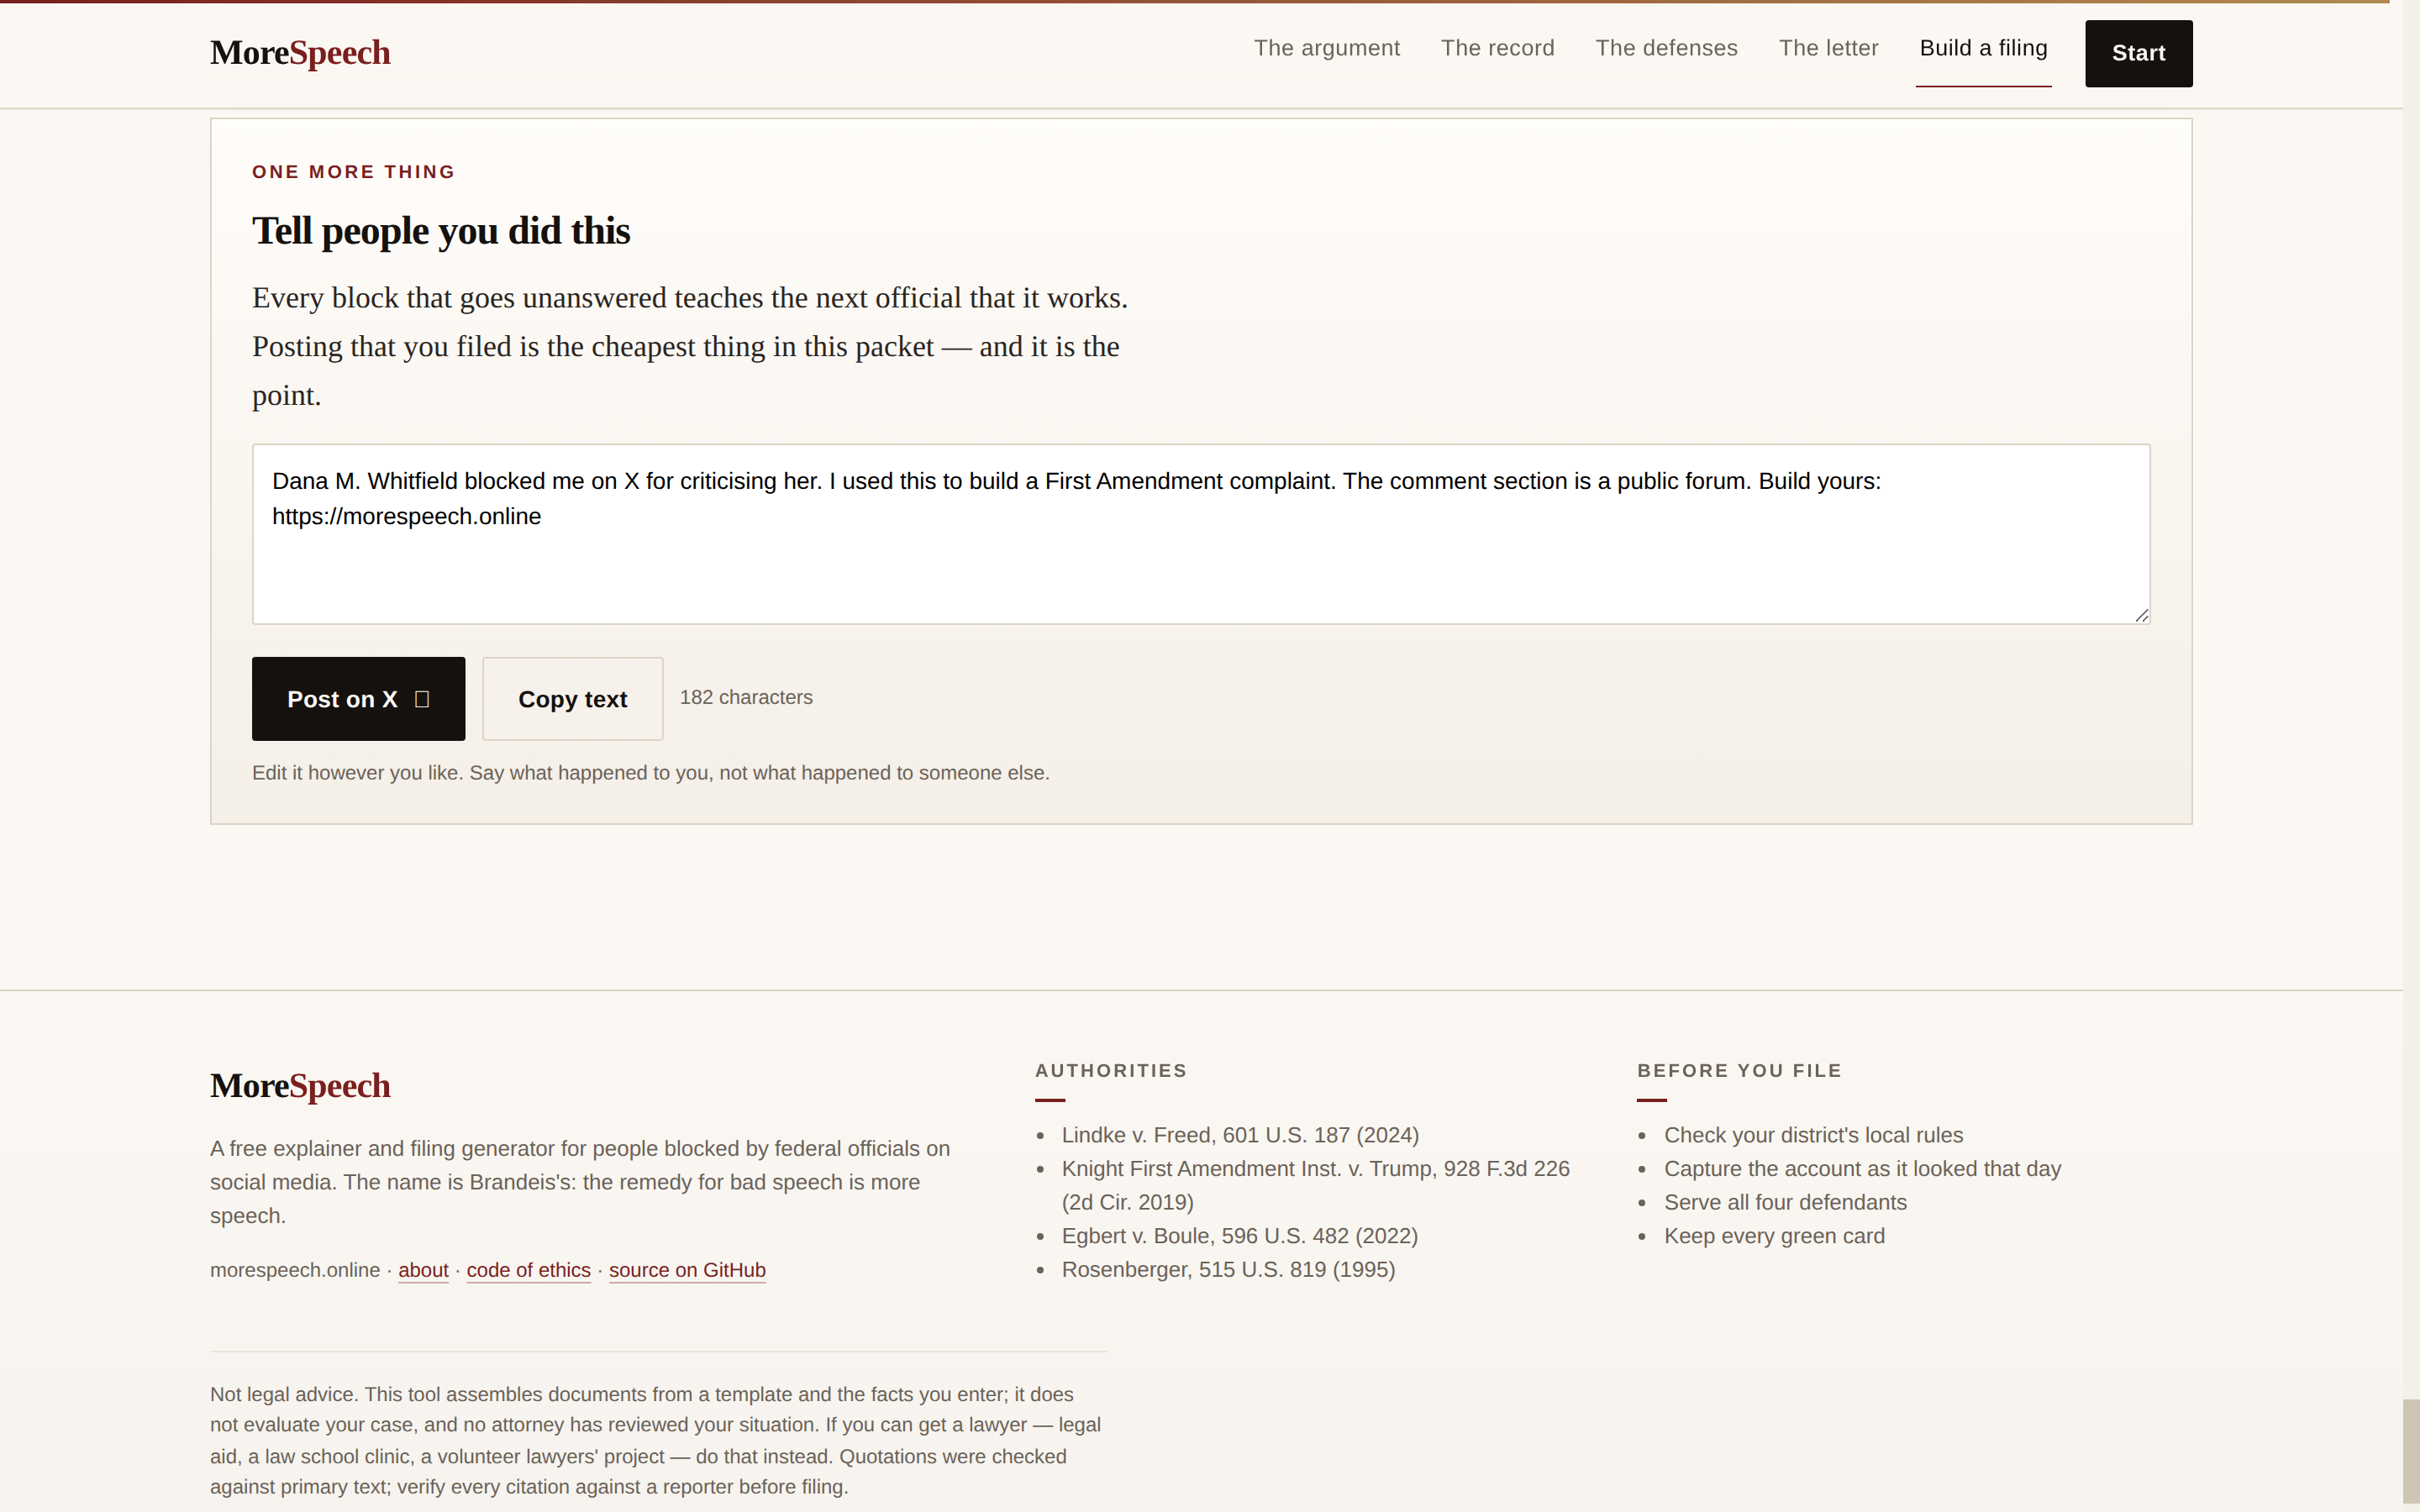 MoreSpeech
The argument
The record
The defenses
The letter
Build a filing
Start
ONE MORE THING
Tell people you did this
Every block that goes unanswered teaches the next official that it works.
Posting that you filed is the cheapest thing in this packet — and it is the
point.
Dana M. Whitfield blocked me on X for criticising her. I used this to build a First Amendment complaint. The comment section is a public forum. Build yours:
https://morespeech.online
Post on X
Copy text
182 characters
Edit it however you like. Say what happened to you, not what happened to someone else.
MoreSpeech
A free explainer and filing generator for people blocked by federal officials on
social media. The name is Brandeis's: the remedy for bad speech is more
speech.
morespeech.online · about · code of ethics · source on GitHub
AUTHORITIES
• Lindke v. Freed, 601 U.S. 187 (2024)
• Knight First Amendment Inst. v. Trump, 928 F.3d 226
(2d Cir. 2019)
• Egbert v. Boule, 596 U.S. 482 (2022)
• Rosenberger, 515 U.S. 819 (1995)
BEFORE YOU FILE
• Check your district's local rules
• Capture the account as it looked that day
• Serve all four defendants
• Keep every green card
Not legal advice. This tool assembles documents from a template and the facts you enter; it does
not evaluate your case, and no attorney has reviewed your situation. If you can get a lawyer — legal
aid, a law school clinic, a volunteer lawyers' project — do that instead. Quotations were checked
against primary text; verify every citation against a reporter before filing.